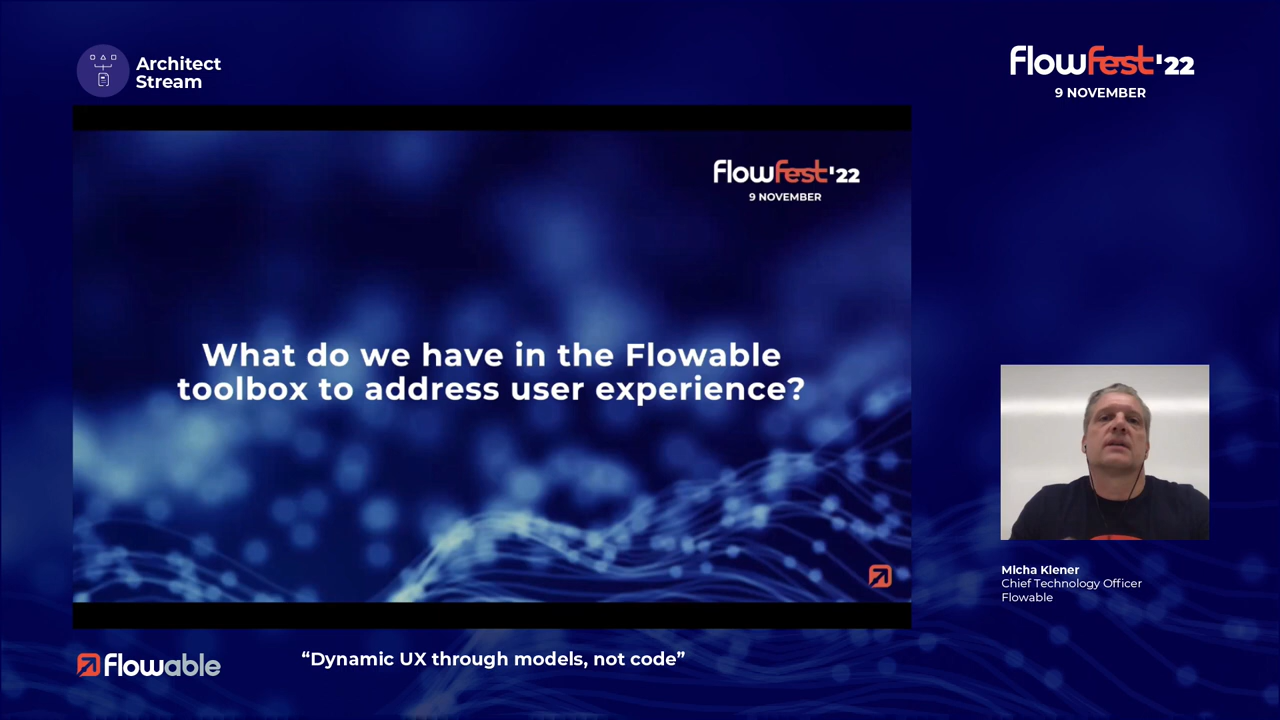 Architect
Stream
flowfest'22
9 NOVEMBER
flowfest'22
9 NOVEMBER
What do we have in the Flowable
toolbox to address user experience?
MIcha KIener
Chief Technology Officer
Flowable
flowable
“Dynamic UX through models, not code”